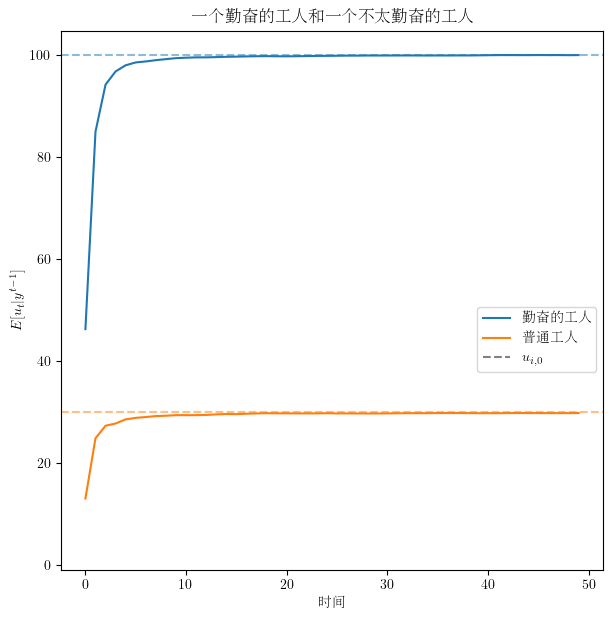 一个勤奋的工人和一个不太勤奋的工人
100
80
60
40
20
0
E[u_t|y^{t-1}]
勤奋的工人
普通工人
u_{i,0}
0 10 20 30 40 50
时间